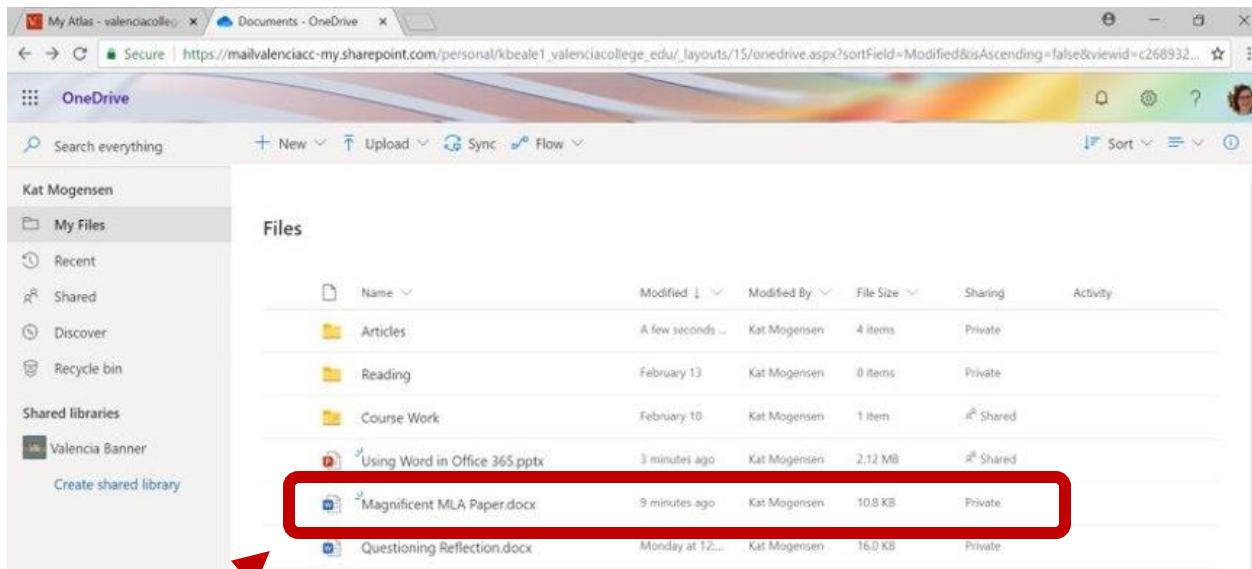 My Atlas - valenciacolleg Documents - OneDrive
Secure https://mailvalenciacc-my.sharepoint.com/personal/kbeale1_valenciacollege_edu/_layouts/15/onedrive.aspx?sortField=Modified&isAscending=false&viewid=c268932...
OneDrive ?
Search everything + New Upload Sync Flow Sort
Kat Mogensen
My Files
Files
Recent
Name Modified Modified By File Size Sharing Activity
Shared
Articles A few seconds ... Kat Mogensen 4 items Private
Discover
Recycle bin
Reading February 13 Kat Mogensen 0 items Private
Shared libraries
Course Work February 10 Kat Mogensen 1 item Shared
Valencia Banner
Using Word in Office 365.pptx 3 minutes ago Kat Mogensen 2.12 MB Shared
Create shared library
Magnificent MLA Paper.docx 9 minutes ago Kat Mogensen 10.8 KB Private
Questioning Reflection.docx Monday at 12:... Kat Mogensen 16.0 KB Private